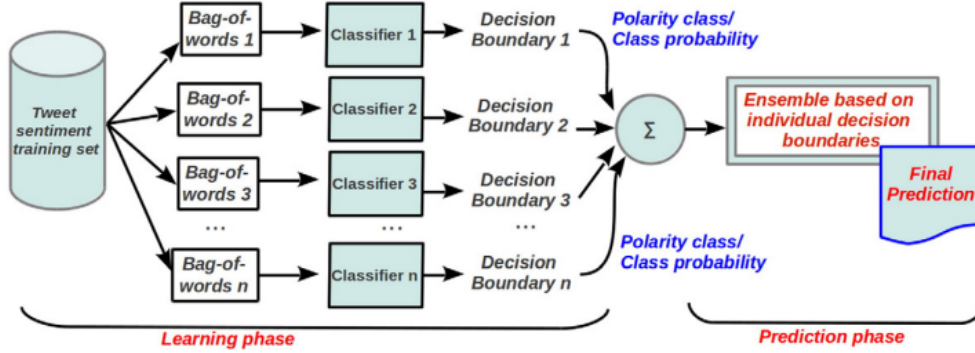 Tweet
sentiment
training set
Bag-of-
words 1
Classifier 1
Decision
Boundary 1
Polarity class/
Class probability
Bag-of-
words 2
Classifier 2
Decision
Boundary 2
Bag-of-
words 3
Classifier 3
Decision
Boundary 3
...
...
...
Bag-of-
words n
Classifier n
Decision
Boundary n
Polarity class/
Class probability
Σ
Ensemble based on
individual decision
boundaries
Final
Prediction
Learning phase
Prediction phase